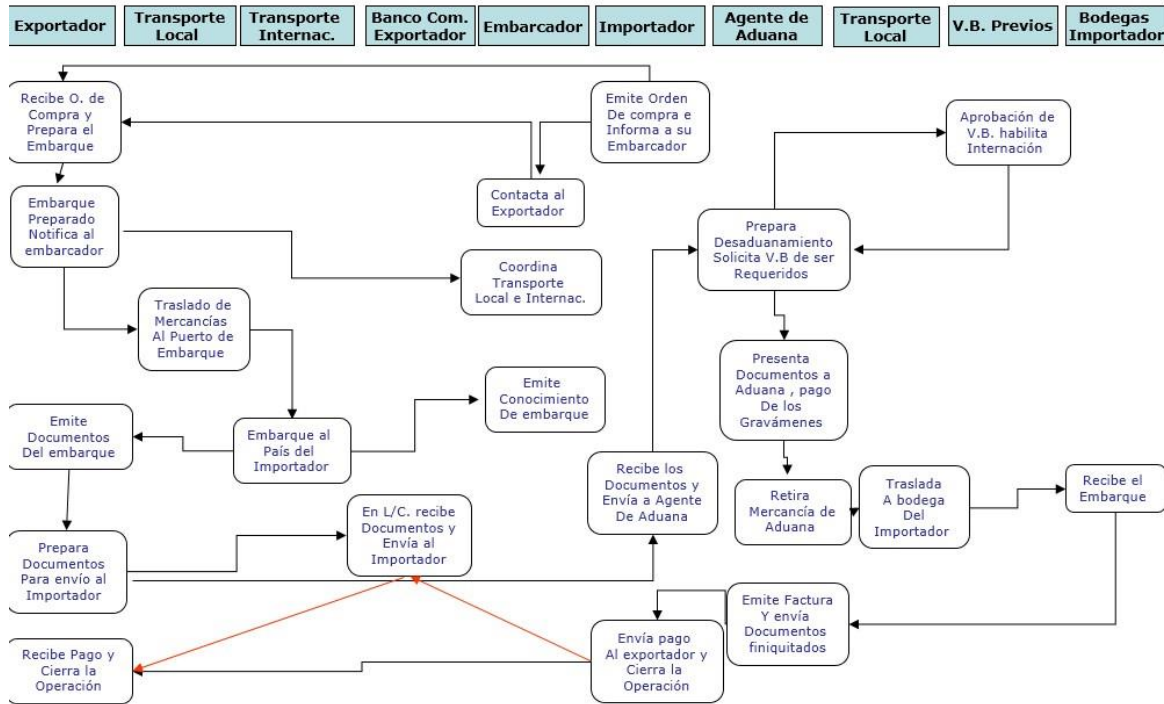 Exportador
Transporte
Local
Transporte
Internac.
Banco Com.
Exportador
Embarcador
Importador
Agente de
Aduana
Transporte
Local
V.B. Previos
Bodegas
Importador
Recibe O. de
Compra y
Prepara el
Embarque
Emite Orden
De compra e
Informa a su
Embarcador
Aprobación de
V.B. habilita
Internación
Embarque
Preparado
Notifica al
embarcador
Contacta al
Exportador
Prepara
Desaduanamiento
Solicita V.B de ser
Requeridos
Coordina
Transporte
Local e Internac.
Traslado de
Mercancías
Al Puerto de
Embarque
Presenta
Documentos a
Aduana , pago
De los
Gravámenes
Emite
Conocimiento
De embarque
Emite
Documentos
Del embarque
Embarque al
País del
Importador
Recibe los
Documentos y
Envía a Agente
De Aduana
Retira
Mercancía de
Aduana
Traslada
A bodega
Del
Importador
Recibe el
Embarque
En L/C. recibe
Documentos y
Envía al
Importador
Prepara
Documentos
Para envío al
Importador
Emite Factura
Y envía
Documentos
finiquitados
Envía pago
Al exportador y
Cierra la
Operación
Recibe Pago y
Cierra la
Operación